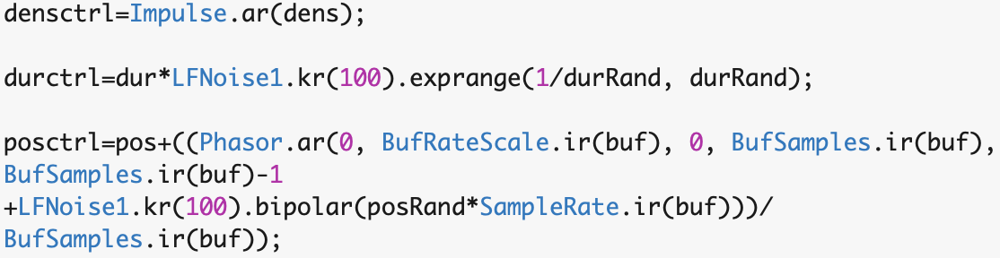 densctrl=Impulse.ar(dens);
durctrl=dur*LFNoise1.kr(100).exprange(1/durRand, durRand);
posctrl=pos+((Phasor.ar(0, BufRateScale.ir(buf), 0, BufSamples.ir(buf),
BufSamples.ir(buf)-1
+LFNoise1.kr(100).bipolar(posRand*SampleRate.ir(buf)))/
BufSamples.ir(buf));